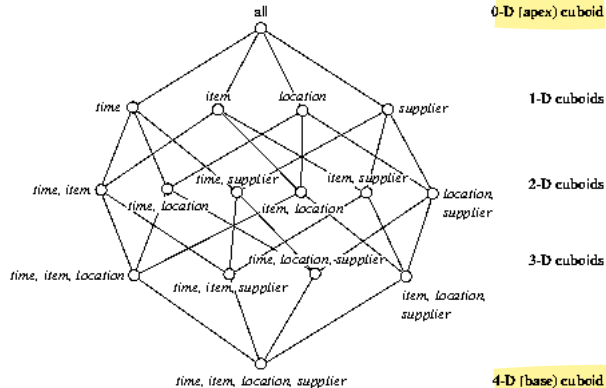 all
0-D (apex) cuboid
time
item
location
supplier
1-D cuboids
time, item
time, location
time, supplier
item, location
item, supplier
location,
supplier
2-D cuboids
time, item, location
time, item, supplier
time, location, supplier
item, location,
supplier
3-D cuboids
time, item, location, supplier
4-D (base) cuboid